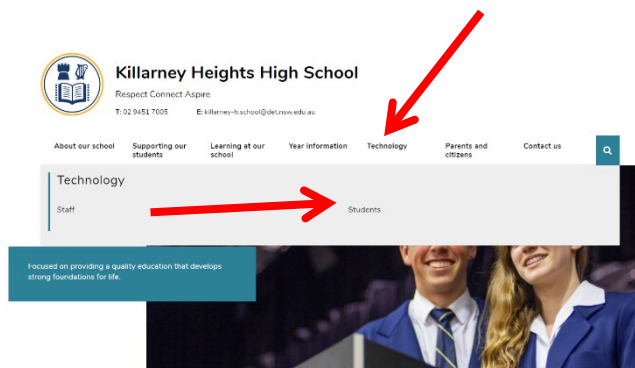 Killarney Heights High School
Respect Connect Aspire
T: 02 9451 7005 E: killarney-h.school@det.nsw.edu.au
About our school Supporting our students Learning at our school Year information Technology Parents and citizens Contact us
Technology
Staff Students
Focused on providing a quality education that develops
strong foundations for life.